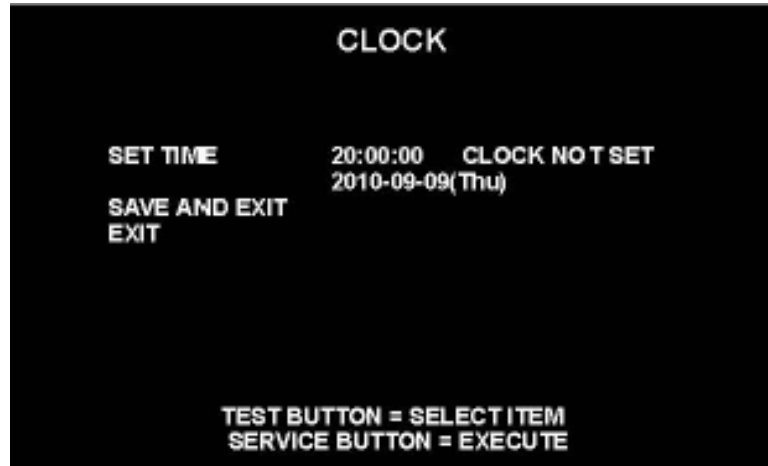 CLOCK
SET TIME 20:00:00 CLOCK NOT SET
2010-09-09(Thu)
SAVE AND EXIT
EXIT
TEST BUTTON = SELECT ITEM
SERVICE BUTTON = EXECUTE